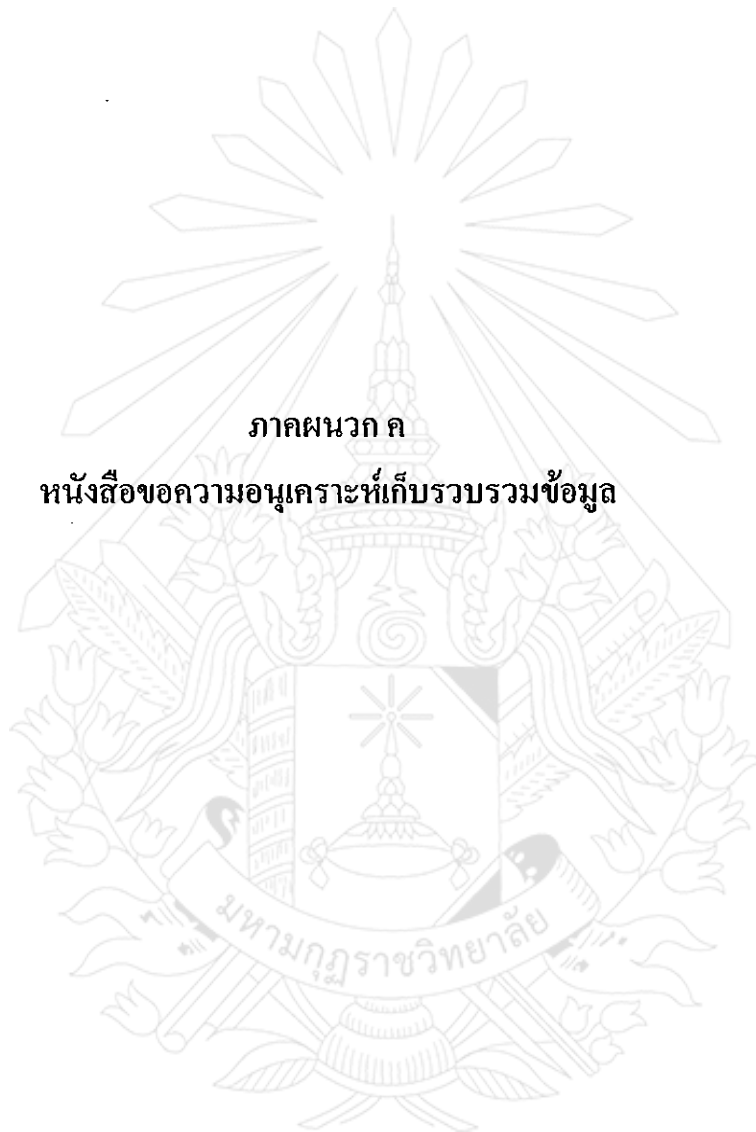 ภาคผนวก ค
หนังสือขอความอนุเคราะห์เก็บรวบรวมข้อมูล
มหามกุฏราชวิทยาลัย